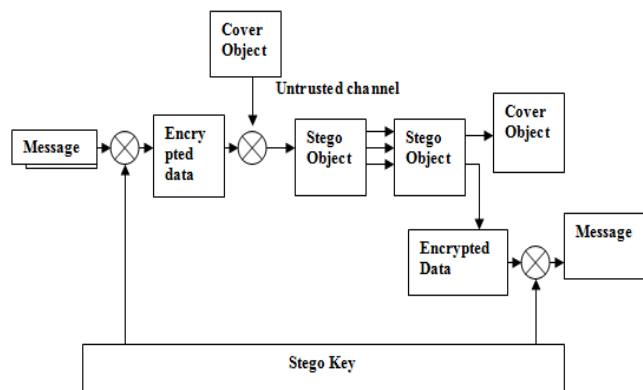 Cover
Object
Untrusted channel
Message
Encry
pted
data
Stego
Object
Stego
Object
Cover
Object
Encrypted
Data
Message
Stego Key